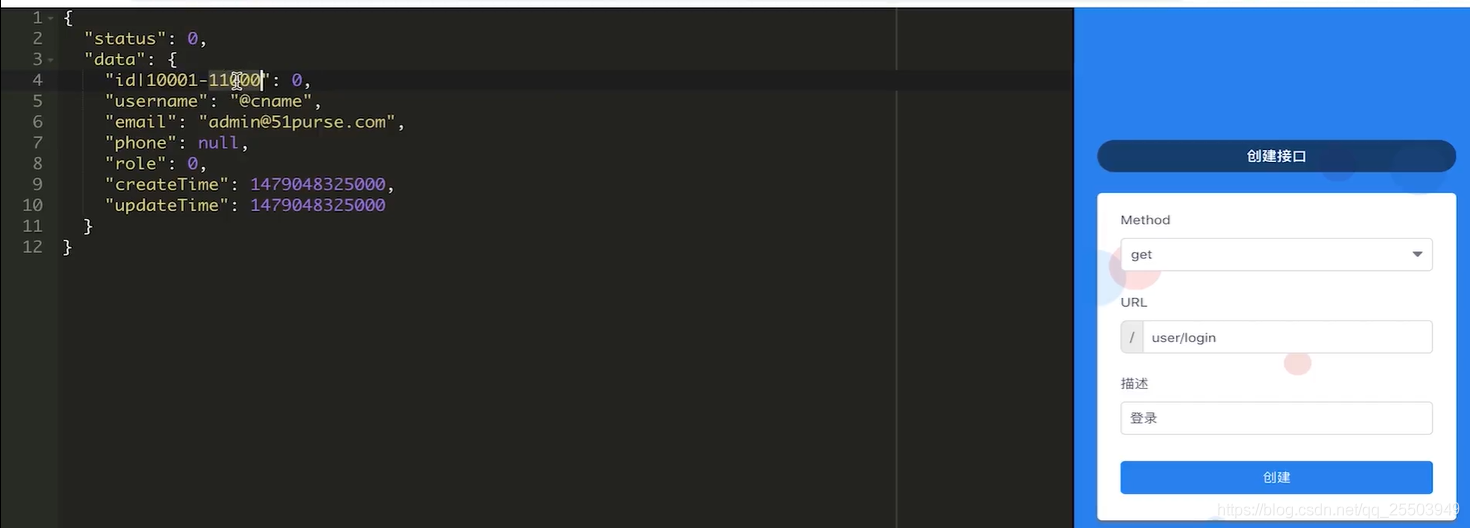 1 {
2 "status": 0,
3 "data": {
4 "id|10001-11000": 0,
5 "username": "@cname",
6 "email": "admin@51purse.com",
7 "phone": null,
8 "role": 0,
9 "createTime": 1479048325000,
10 "updateTime": 1479048325000
11 }
12 }
创建接口
Method
get
URL
/ user/login
描述
登录
创建
https://blog.csdn.net/qq_25503949